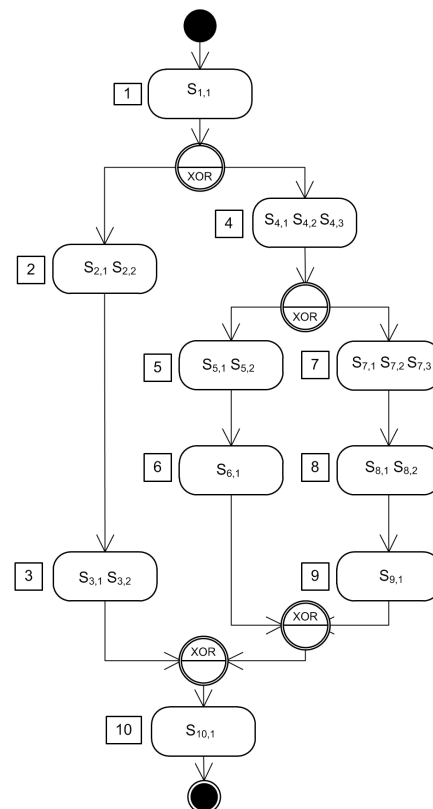 1
S1,1
XOR
4
S4,1 S4,2 S4,3
2
S2,1 S2,2
XOR
5
S5,1 S5,2
7
S7,1 S7,2 S7,3
6
S6,1
8
S8,1 S8,2
3
S3,1 S3,2
9
S9,1
XOR
XOR
10
S10,1